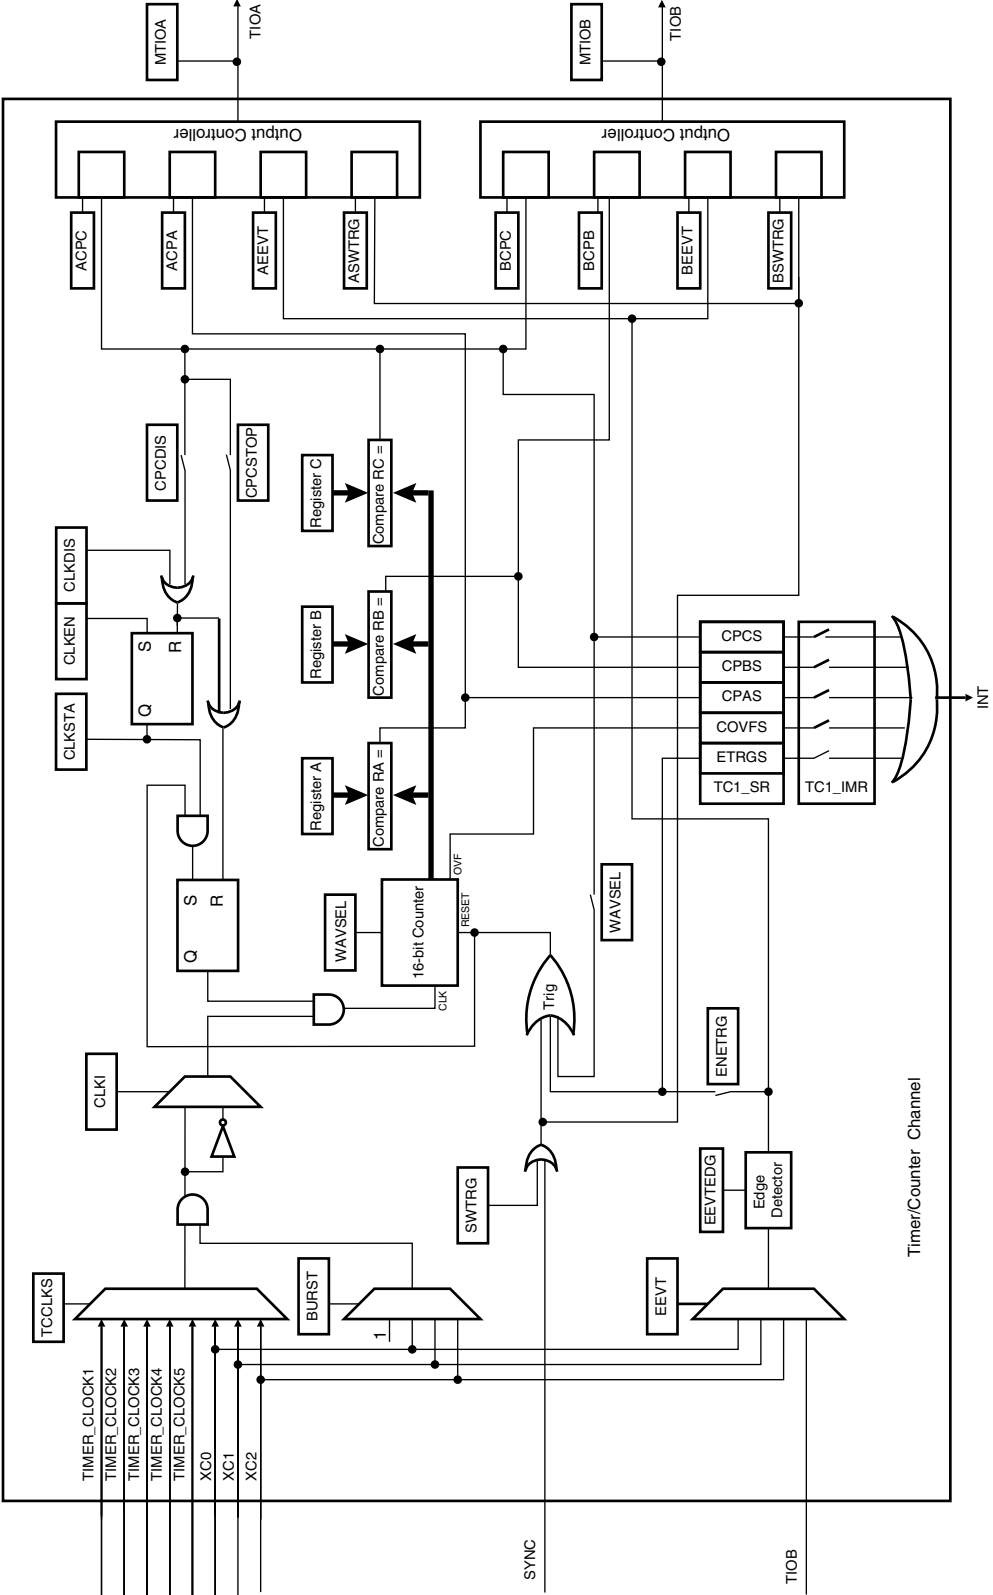 MTIOA
TIOA
MTIOB
TIOB
Output Controller
Output Controller
ACPC
ACPA
AEEVT
ASWTRG
BCPC
BCPB
BEEVT
BSWTRG
CPCDIS
CPCSTOP
Register C
Compare RC =
CLKDIS
CLKEN
S
R
Q
CLKSTA
Register B
Compare RB =
Register A
Compare RA =
CPCS
CPBS
CPAS
COVFS
ETRGS
TC1_SR
TC1_IMR
INT
S
R
Q
WAVSEL
16-bit Counter
OVF
RESET
CLK
WAVSEL
Trig
CLKI
ENETRG
SWTRG
EEVTEDG
Edge
Detector
Timer/Counter Channel
TCCLKS
BURST
1
EEVT
TIMER_CLOCK1
TIMER_CLOCK2
TIMER_CLOCK3
TIMER_CLOCK4
TIMER_CLOCK5
XC0
XC1
XC2
SYNC
TIOB